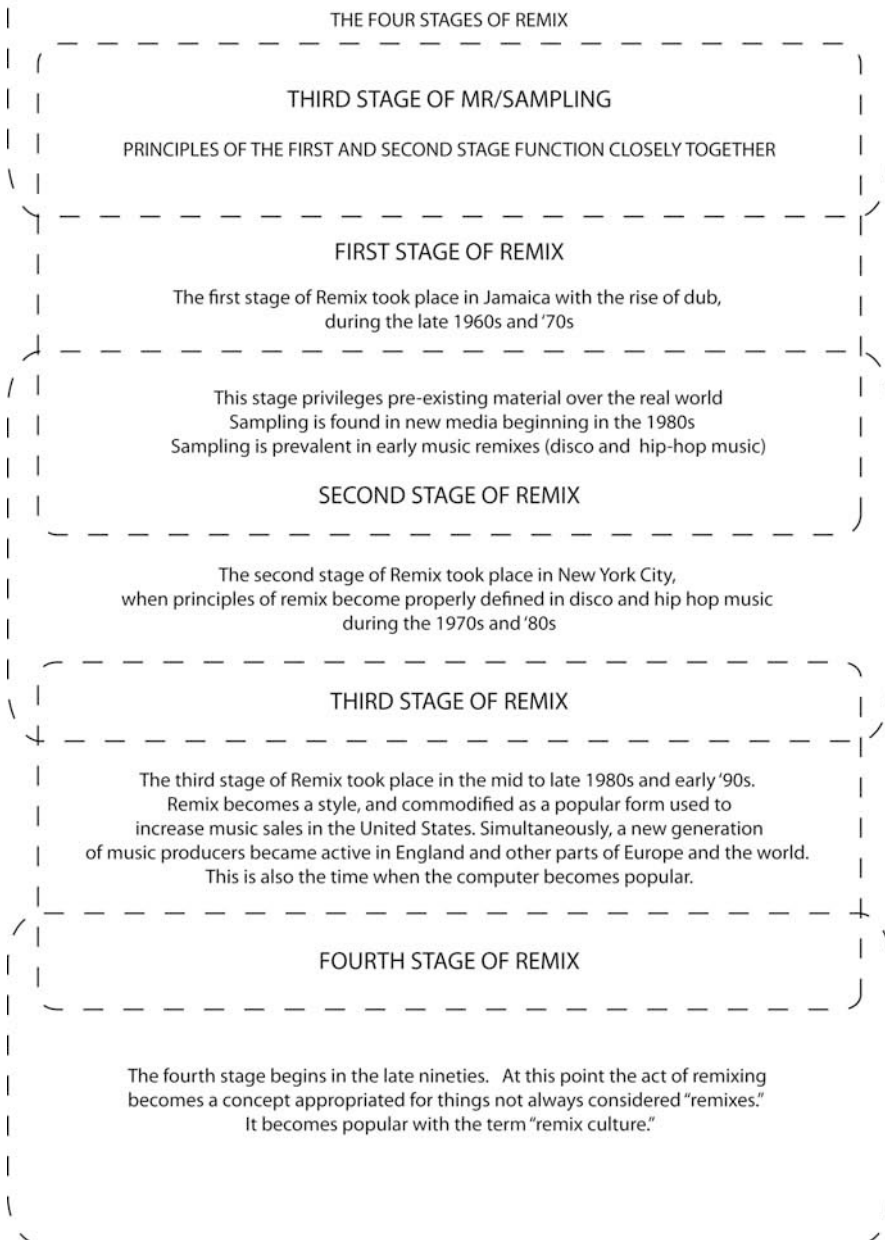 THE FOUR STAGES OF REMIX
THIRD STAGE OF MR/SAMPLING
PRINCIPLES OF THE FIRST AND SECOND STAGE FUNCTION CLOSELY TOGETHER
FIRST STAGE OF REMIX
The first stage of Remix took place in Jamaica with the rise of dub,
during the late 1960s and '70s
This stage privileges pre-existing material over the real world
Sampling is found in new media beginning in the 1980s
Sampling is prevalent in early music remixes (disco and hip-hop music)
SECOND STAGE OF REMIX
The second stage of Remix took place in New York City,
when principles of remix become properly defined in disco and hip hop music
during the 1970s and '80s
THIRD STAGE OF REMIX
The third stage of Remix took place in the mid to late 1980s and early '90s.
Remix becomes a style, and commodified as a popular form used to
increase music sales in the United States. Simultaneously, a new generation
of music producers became active in England and other parts of Europe and the world.
This is also the time when the computer becomes popular.
FOURTH STAGE OF REMIX
The fourth stage begins in the late nineties. At this point the act of remixing
becomes a concept appropriated for things not always considered "remixes."
It becomes popular with the term "remix culture."